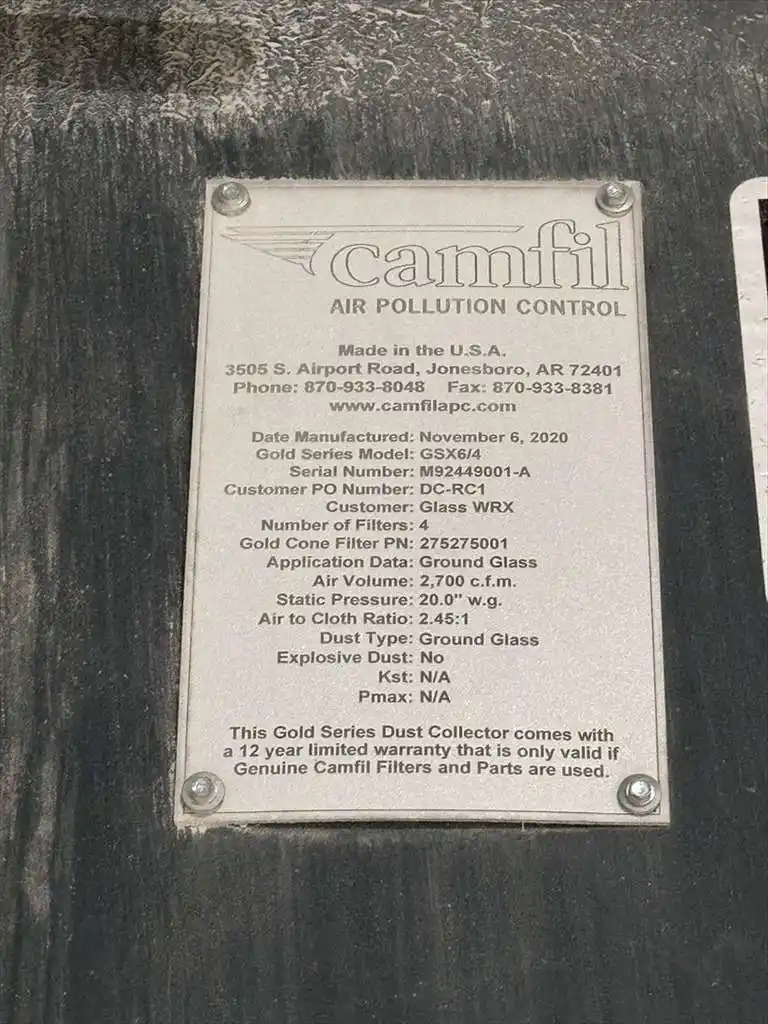 camfil
AIR POLLUTION CONTROL
Made in the U.S.A.
3505 S. Airport Road, Jonesboro, AR 72401
Phone: 870-933-8048 Fax: 870-933-8381
www.camfilapc.com
Date Manufactured: November 6, 2020
Gold Series Model: GSX6/4
Serial Number: M92449001-A
Customer PO Number: DC-RC1
Customer: Glass WRX
Number of Filters: 4
Gold Cone Filter PN: 275275001
Application Data: Ground Glass
Air Volume: 2,700 c.f.m.
Static Pressure: 20.0" w.g.
Air to Cloth Ratio: 2.45:1
Dust Type: Ground Glass
Explosive Dust: No
Kst: N/A
Pmax: N/A
This Gold Series Dust Collector comes with
a 12 year limited warranty that is only valid if
Genuine Camfil Filters and Parts are used.